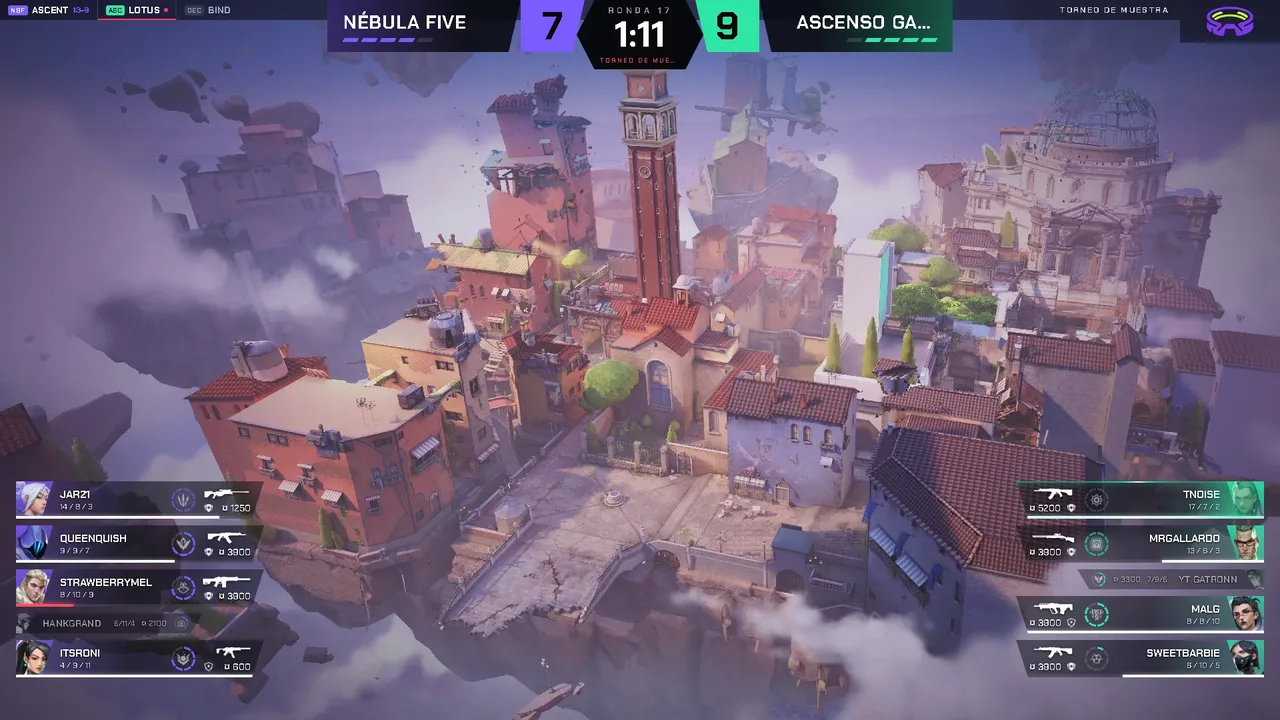 NBF ASCENT 13-9
ASC LOTUS
DEC BIND
NÉBULA FIVE
7
RONDA 17
1:11
TORNEO DE MUE...
9
ASCENSO GA...
TORNEO DE MUESTRA
JARZ1
14/8/3
¤ 1250
QUEENQUISH
9/9/7
¤ 3900
STRAWBERRYMEL
8/10/9
¤ 3900
HANKGRAND 6/11/4 ¤ 2100
ITSRONI
4/9/11
¤ 600
TNOISE
17/7/2
¤ 5200
MRGALLARDO
13/6/3
¤ 3900
¤ 3300 7/9/6 YT GATRONN
MALG
8/8/10
¤ 3900
SWEETBARBIE
6/10/5
¤ 3900